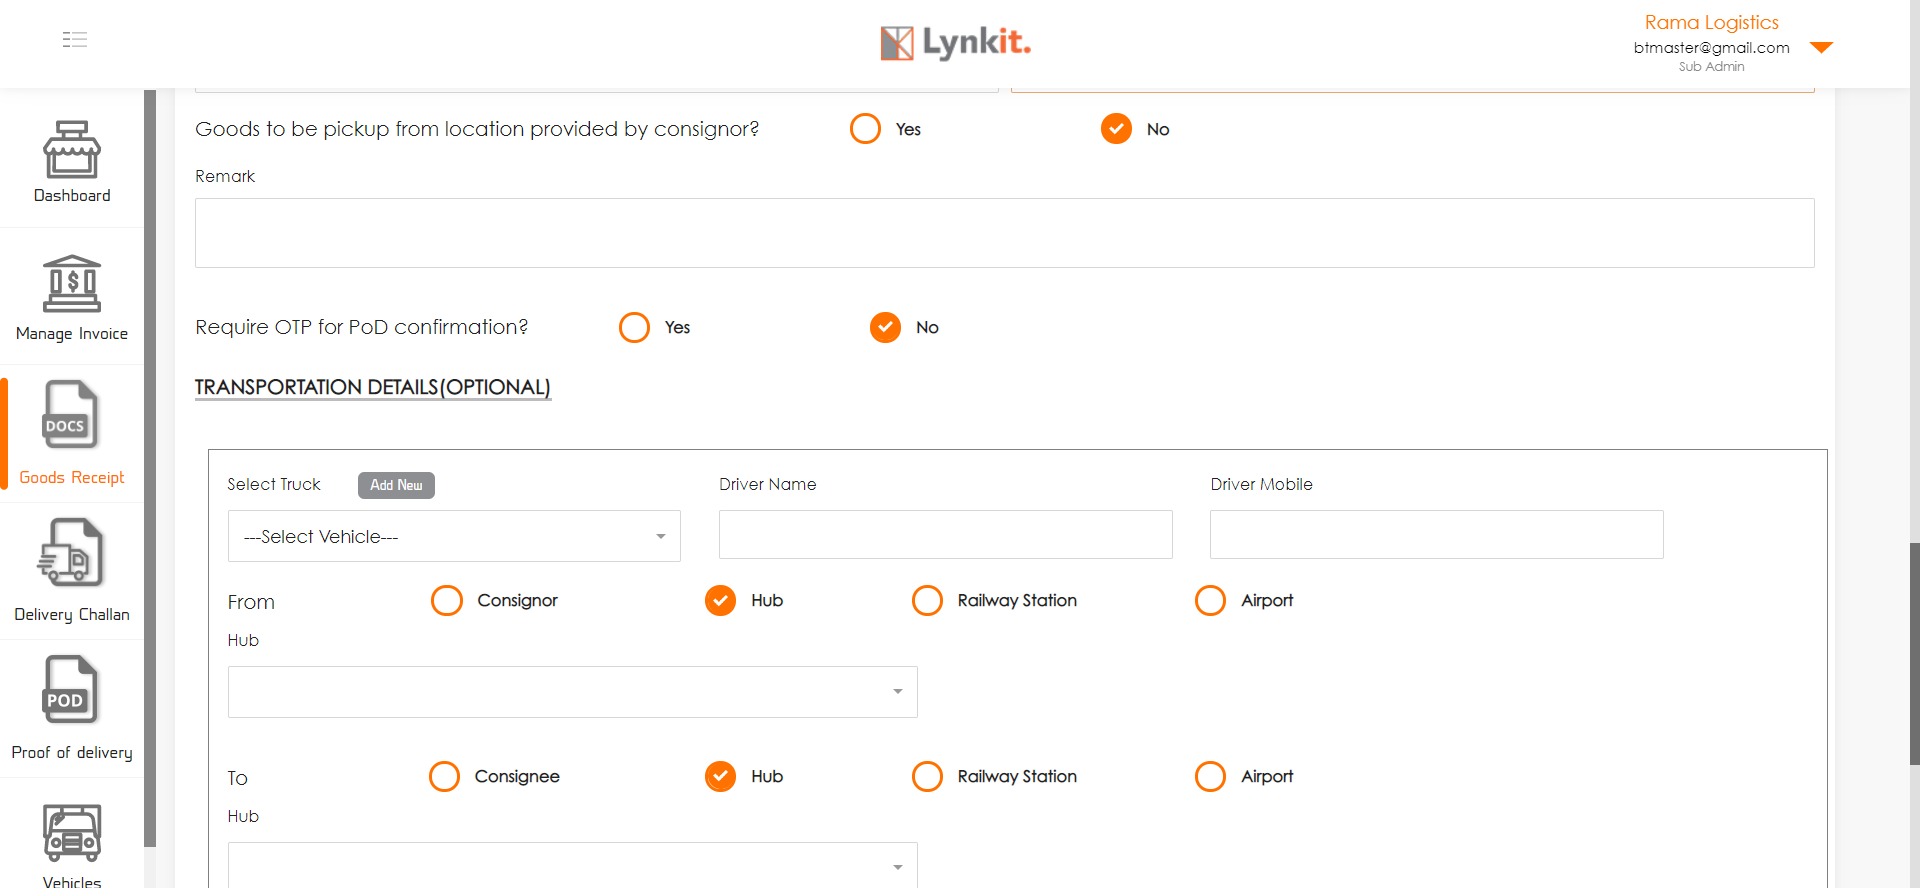 Lynkit.
Rama Logistics
btmaster@gmail.com
Sub Admin
Dashboard
Manage Invoice
DOCS
Goods Receipt
Delivery Challan
POD
Proof of delivery
Vehicles
Goods to be pickup from location provided by consignor? Yes No
Remark
Require OTP for PoD confirmation? Yes No
TRANSPORTATION DETAILS(OPTIONAL)
Select Truck Add New Driver Name Driver Mobile
---Select Vehicle---
From Consignor Hub Railway Station Airport
Hub
To Consignee Hub Railway Station Airport
Hub